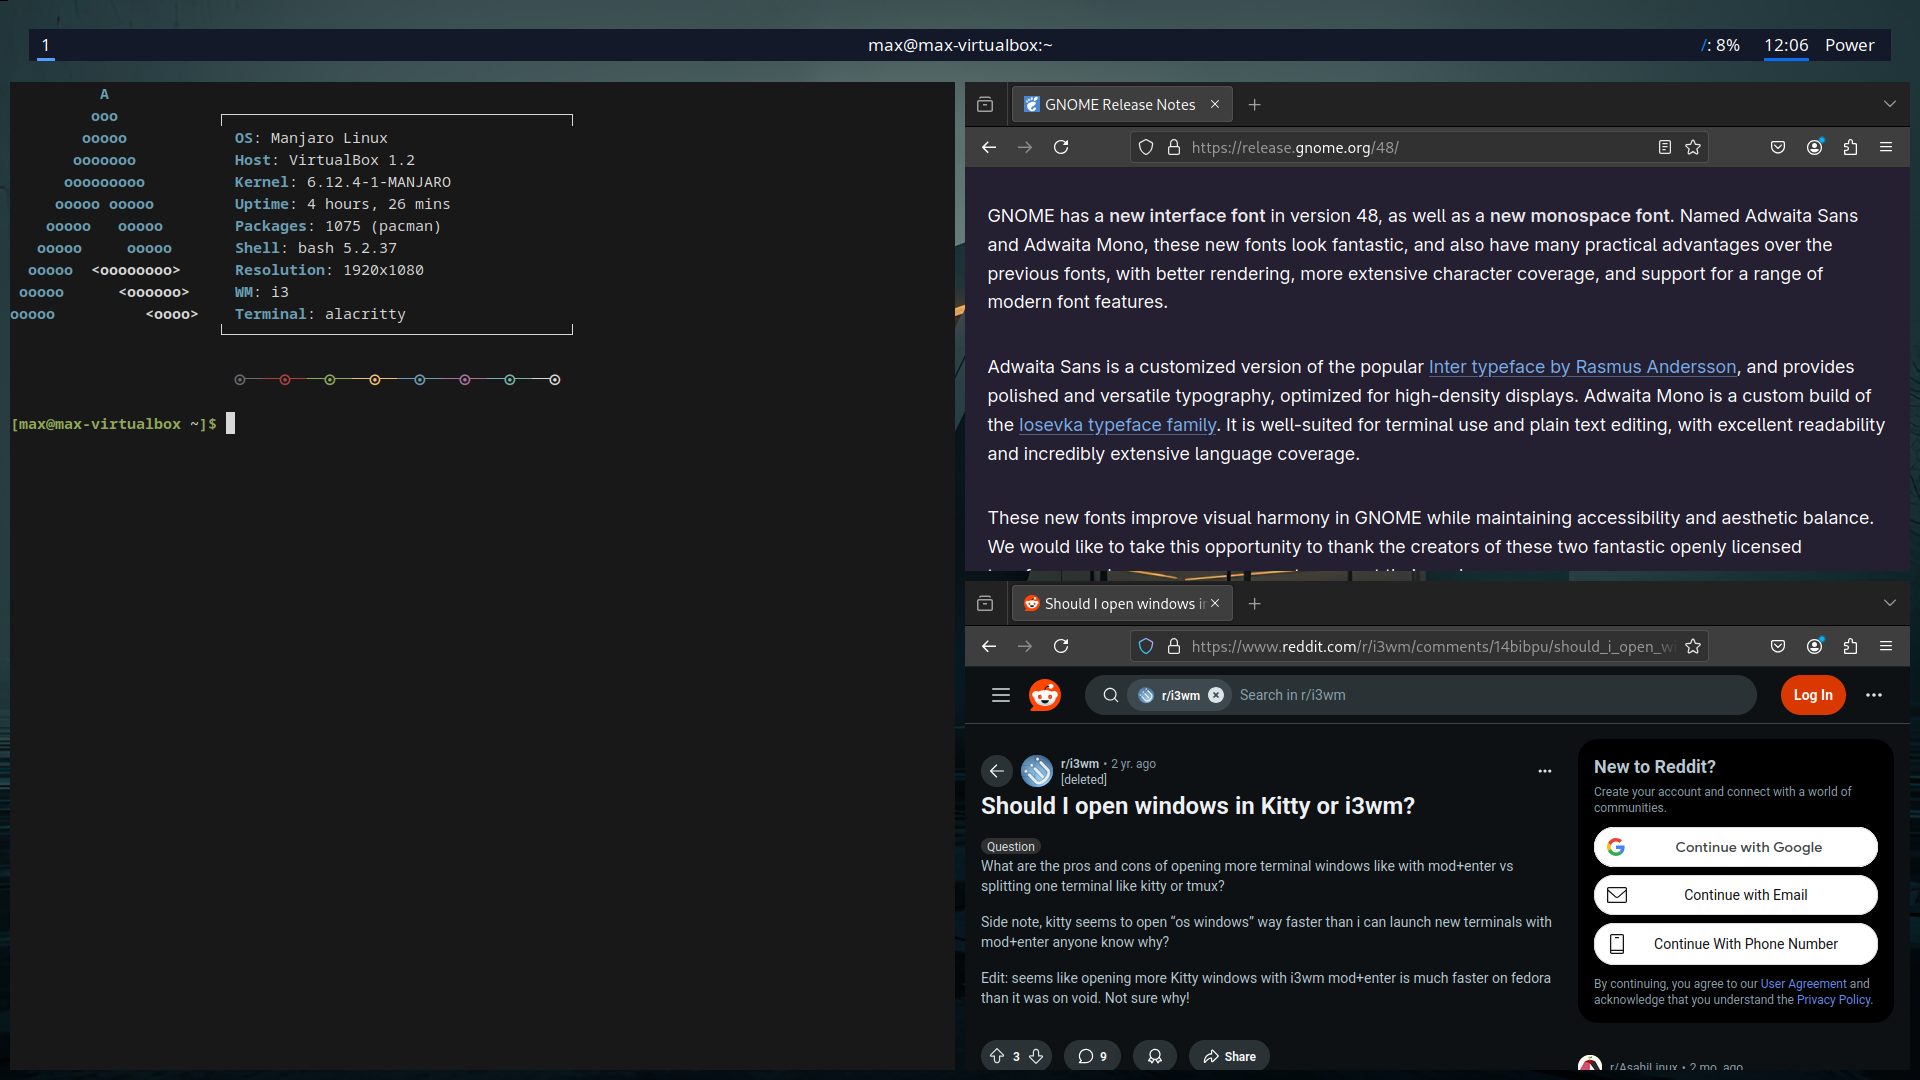 1
max@max-virtualbox:~
/: 8%
12:06
Power
A
ooo
ooooo
ooooooo
ooooooooo
ooooo ooooo
ooooo   ooooo
ooooo     ooooo
ooooo  <oooooooo>
ooooo      <oooooo>
ooooo          <oooo>
OS: Manjaro Linux
Host: VirtualBox 1.2
Kernel: 6.12.4-1-MANJARO
Uptime: 4 hours, 26 mins
Packages: 1075 (pacman)
Shell: bash 5.2.37
Resolution: 1920x1080
WM: i3
Terminal: alacritty
[max@max-virtualbox ~]$
GNOME Release Notes
https://release.gnome.org/48/
GNOME has a new interface font in version 48, as well as a new monospace font. Named Adwaita Sans
and Adwaita Mono, these new fonts look fantastic, and also have many practical advantages over the
previous fonts, with better rendering, more extensive character coverage, and support for a range of
modern font features.
Adwaita Sans is a customized version of the popular Inter typeface by Rasmus Andersson, and provides
polished and versatile typography, optimized for high-density displays. Adwaita Mono is a custom build of
the Iosevka typeface family. It is well-suited for terminal use and plain text editing, with excellent readability
and incredibly extensive language coverage.
These new fonts improve visual harmony in GNOME while maintaining accessibility and aesthetic balance.
We would like to take this opportunity to thank the creators of these two fantastic openly licensed
Should I open windows i
https://www.reddit.com/r/i3wm/comments/14bibpu/should_i_open_w
r/i3wm
Search in r/i3wm
Log In
r/i3wm • 2 yr. ago
[deleted]
Should I open windows in Kitty or i3wm?
Question
What are the pros and cons of opening more terminal windows like with mod+enter vs
splitting one terminal like kitty or tmux?
Side note, kitty seems to open “os windows” way faster than i can launch new terminals with
mod+enter anyone know why?
Edit: seems like opening more Kitty windows with i3wm mod+enter is much faster on fedora
than it was on void. Not sure why!
3
9
Share
New to Reddit?
Create your account and connect with a world of
communities.
Continue with Google
Continue with Email
Continue With Phone Number
By continuing, you agree to our User Agreement and
acknowledge that you understand the Privacy Policy.
r/AsahiLinux • 2 mo. ago